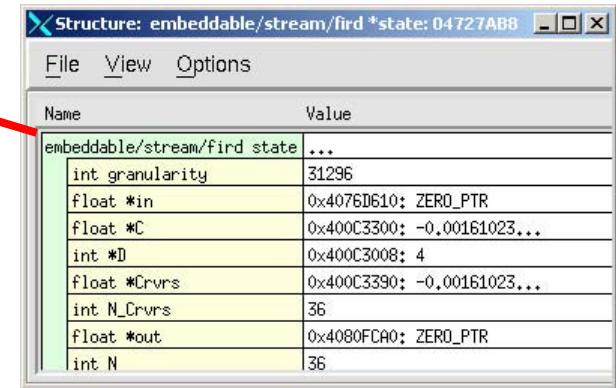 Structure: embeddable/stream/fird *state: 04727AB8
File View Options
Name Value
embeddable/stream/fird state ...
int granularity 31296
float *in 0x4076D610: ZERO_PTR
float *C 0x400C3300: -0.00161023...
int *D 0x400C3008: 4
float *Crvrs 0x400C3390: -0.00161023...
int N_Crvrs 36
float *out 0x4080FCA0: ZERO_PTR
int N 36